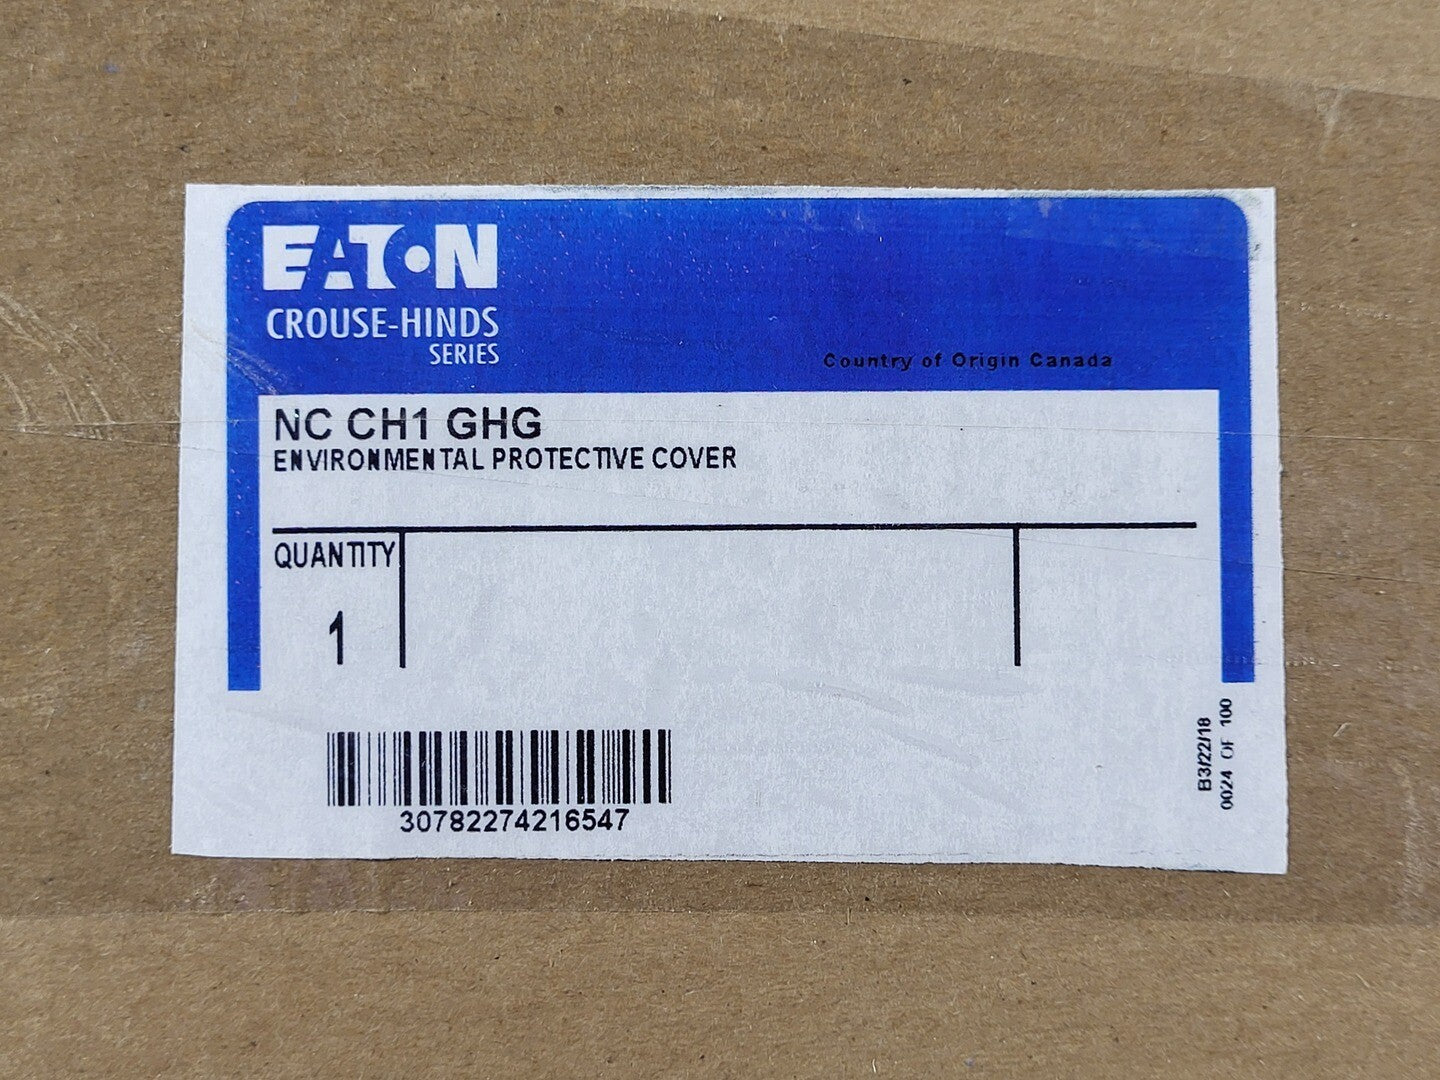 EATON
CROUSE-HINDS
SERIES
Country of Origin Canada
NC CH1 GHG
ENVIRONMENTAL PROTECTIVE COVER
QUANTITY
1
30782274216547
B3/22/18
0024 OF 100